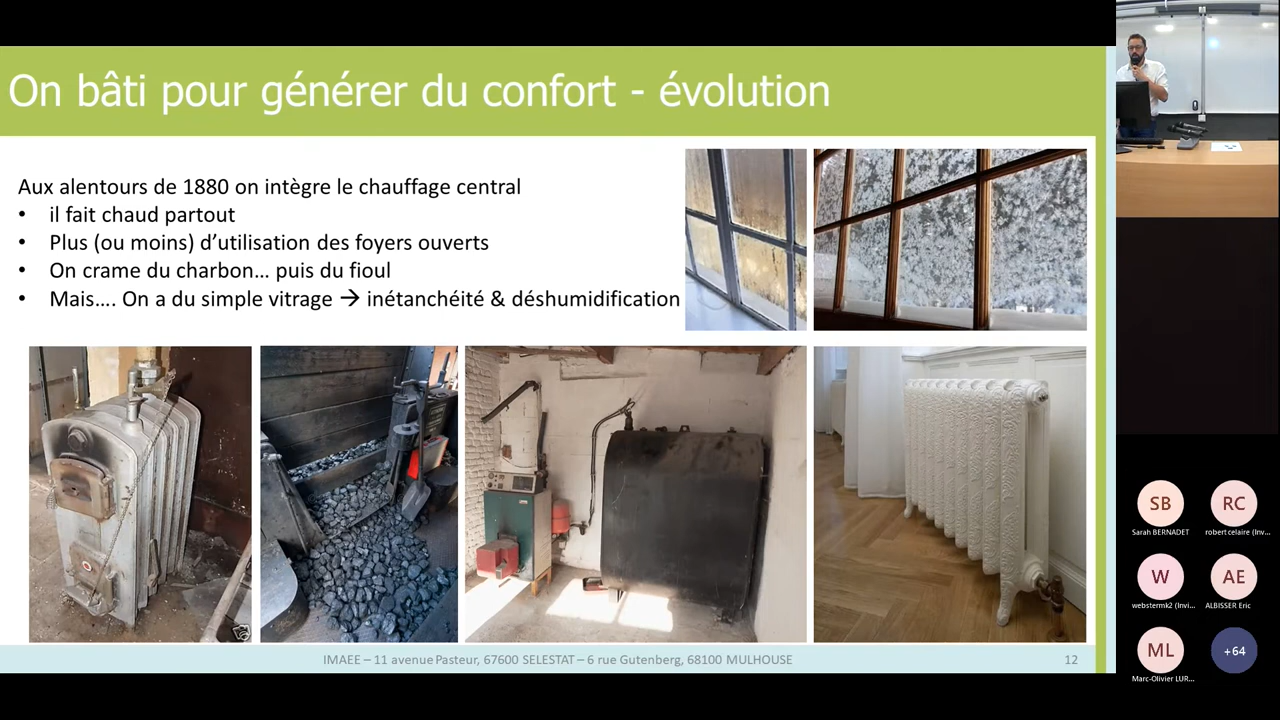 On bâti pour générer du confort - évolution
Aux alentours de 1880 on intègre le chauffage central
• il fait chaud partout
• Plus (ou moins) d’utilisation des foyers ouverts
• On crame du charbon... puis du fioul
• Mais.... On a du simple vitrage → inétanchéité & déshumidification
IMAEE – 11 avenue Pasteur, 67600 SELESTAT – 6 rue Gutenberg, 68100 MULHOUSE
12
SB
RC
Sarah BERNADET
robert celaire (Inv...
W
AE
webstermk2 (Invi...
ALBISSER Eric
ML
+64
Marc-Olivier LUR...